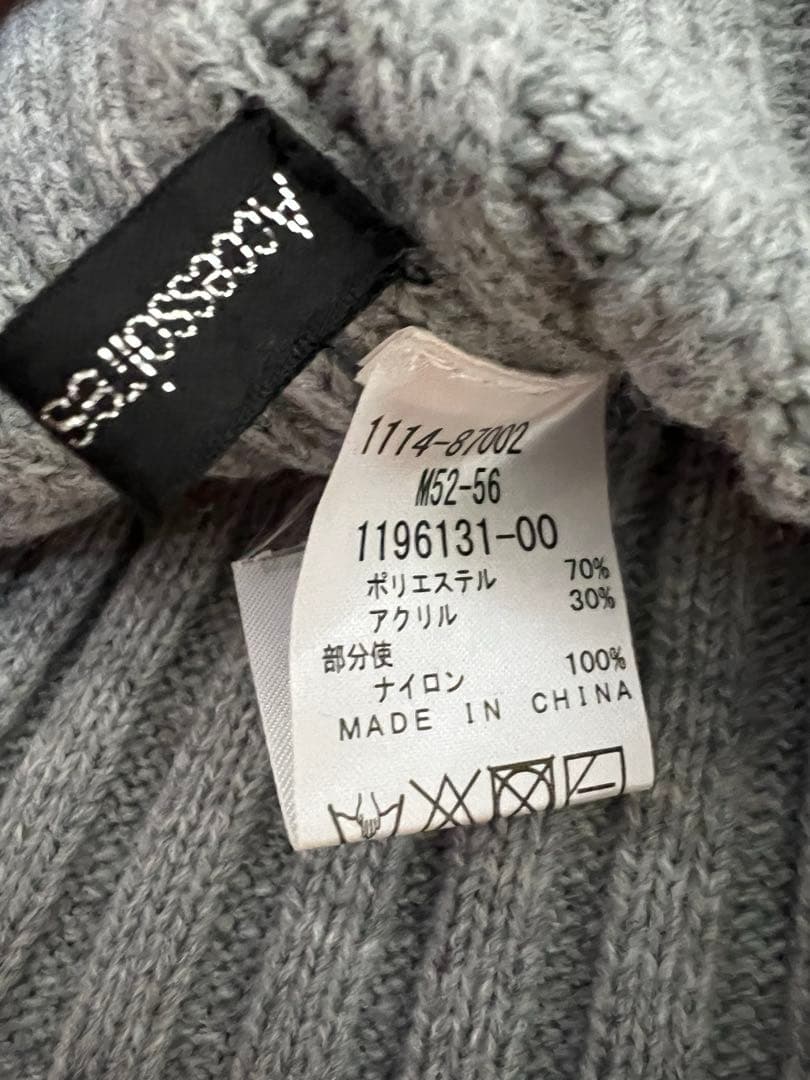 Accessoires
1114-87002
M52-56
1196131-00
ポリエステル 70%
アクリル 30%
部分使
ナイロン 100%
MADE IN CHINA